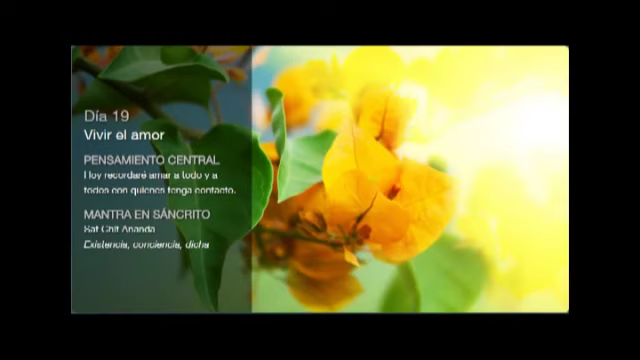 Día 19
Vivir el amor
PENSAMIENTO CENTRAL
Hoy recordaré amar a todo y a
todos con quienes tenga contacto.
MANTRA EN SÁNCRITO
Sat Chit Ananda
Existencia, conciencia, dicha